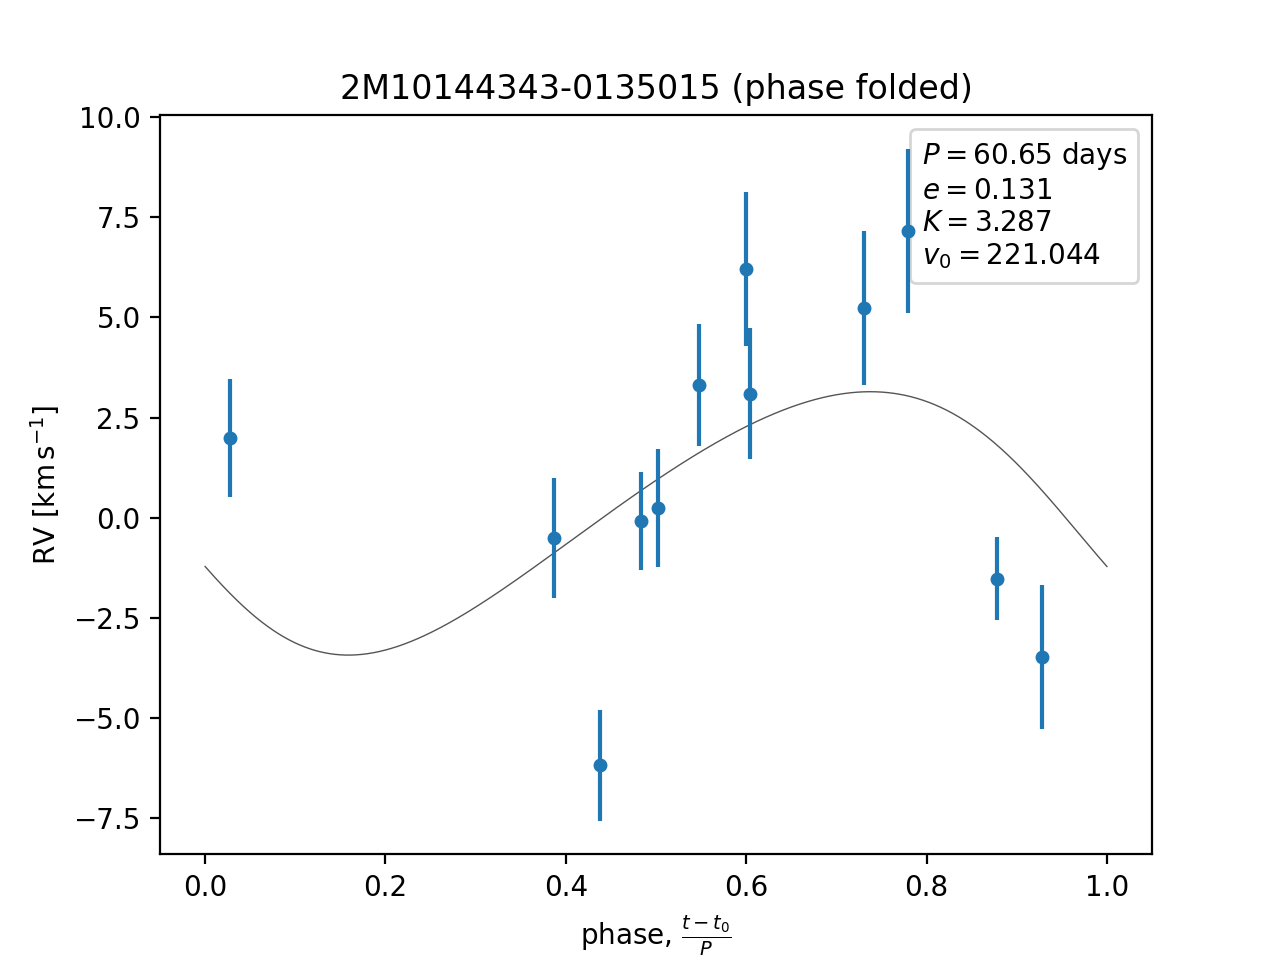 2M10144343-0135015 (phase folded)
10.0
7.5
5.0
2.5
0.0
−2.5
−5.0
−7.5
RV [km s⁻¹]
P = 60.65 days
e = 0.131
K = 3.287
v₀ = 221.044
0.0 0.2 0.4 0.6 0.8 1.0
phase, (t − t₀)/P